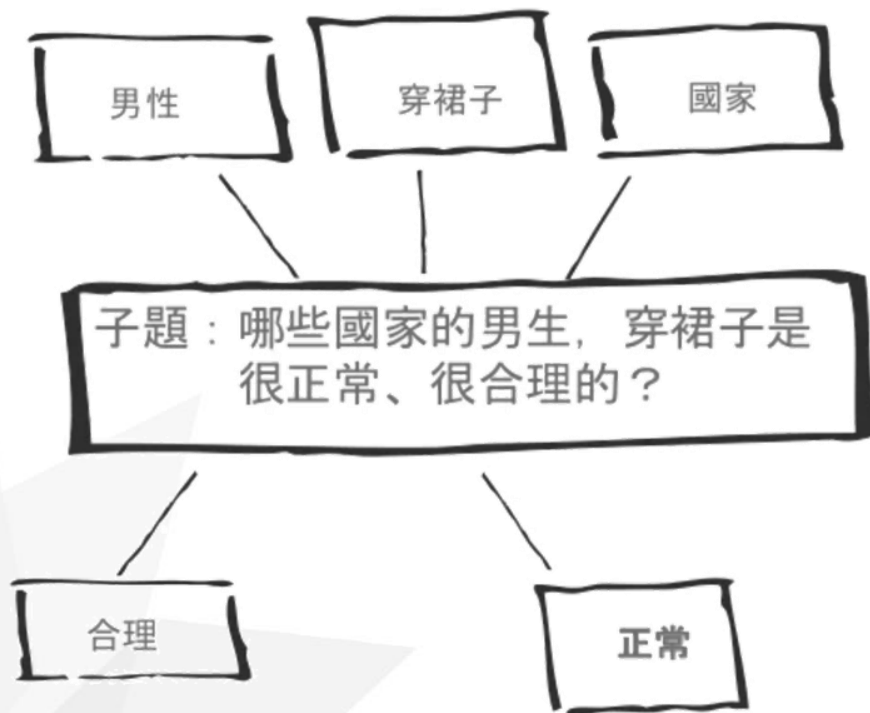 男性
穿裙子
國家
子題：哪些國家的男生，穿裙子是
很正常、很合理的？
合理
正常